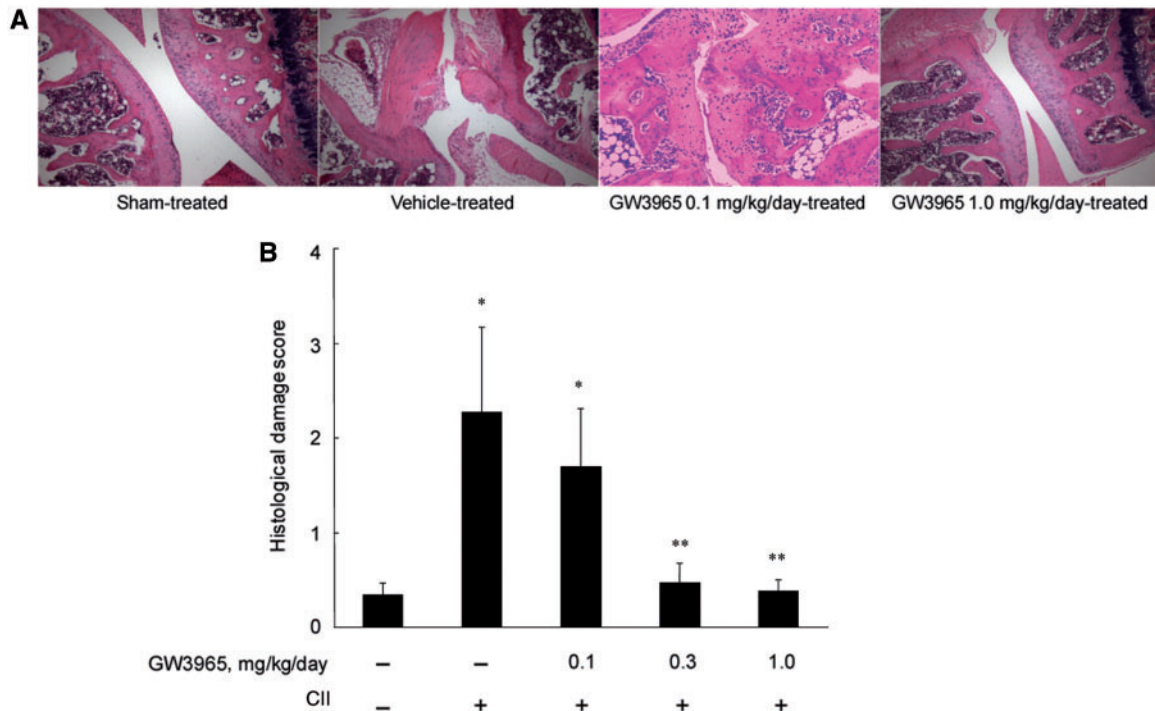 A
Sham-treated Vehicle-treated GW3965 0.1 mg/kg/day-treated GW3965 1.0 mg/kg/day-treated
B
4
3
2
1
0
Histological damage score
*
*
**
**
GW3965, mg/kg/day – – 0.1 0.3 1.0
CII – + + + +